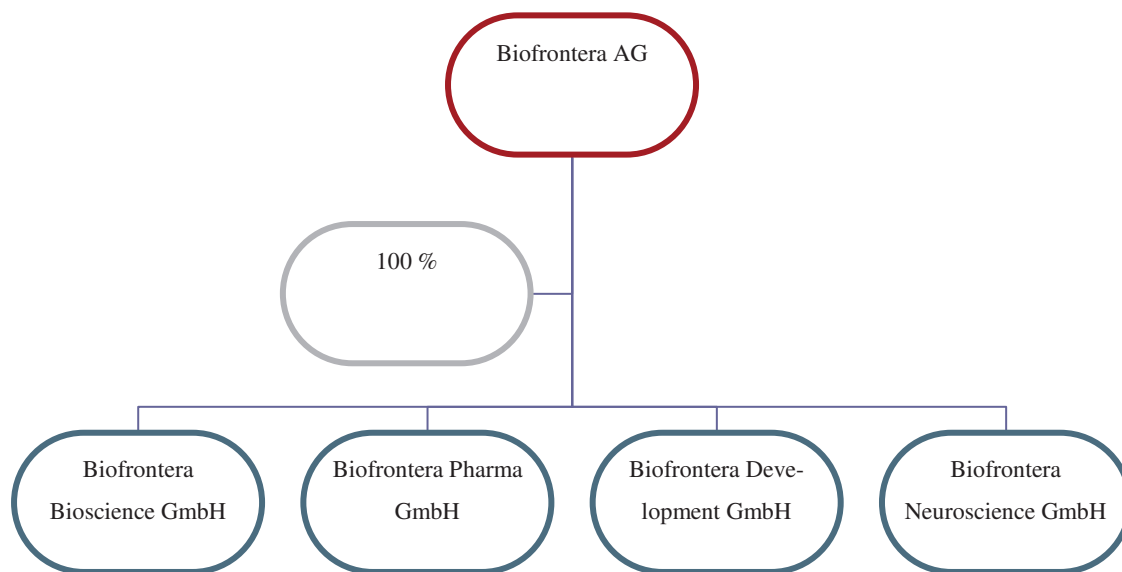 Biofrontera AG
100 %
Biofrontera
Bioscience GmbH
Biofrontera Pharma
GmbH
Biofrontera Deve-
lopment GmbH
Biofrontera
Neuroscience GmbH